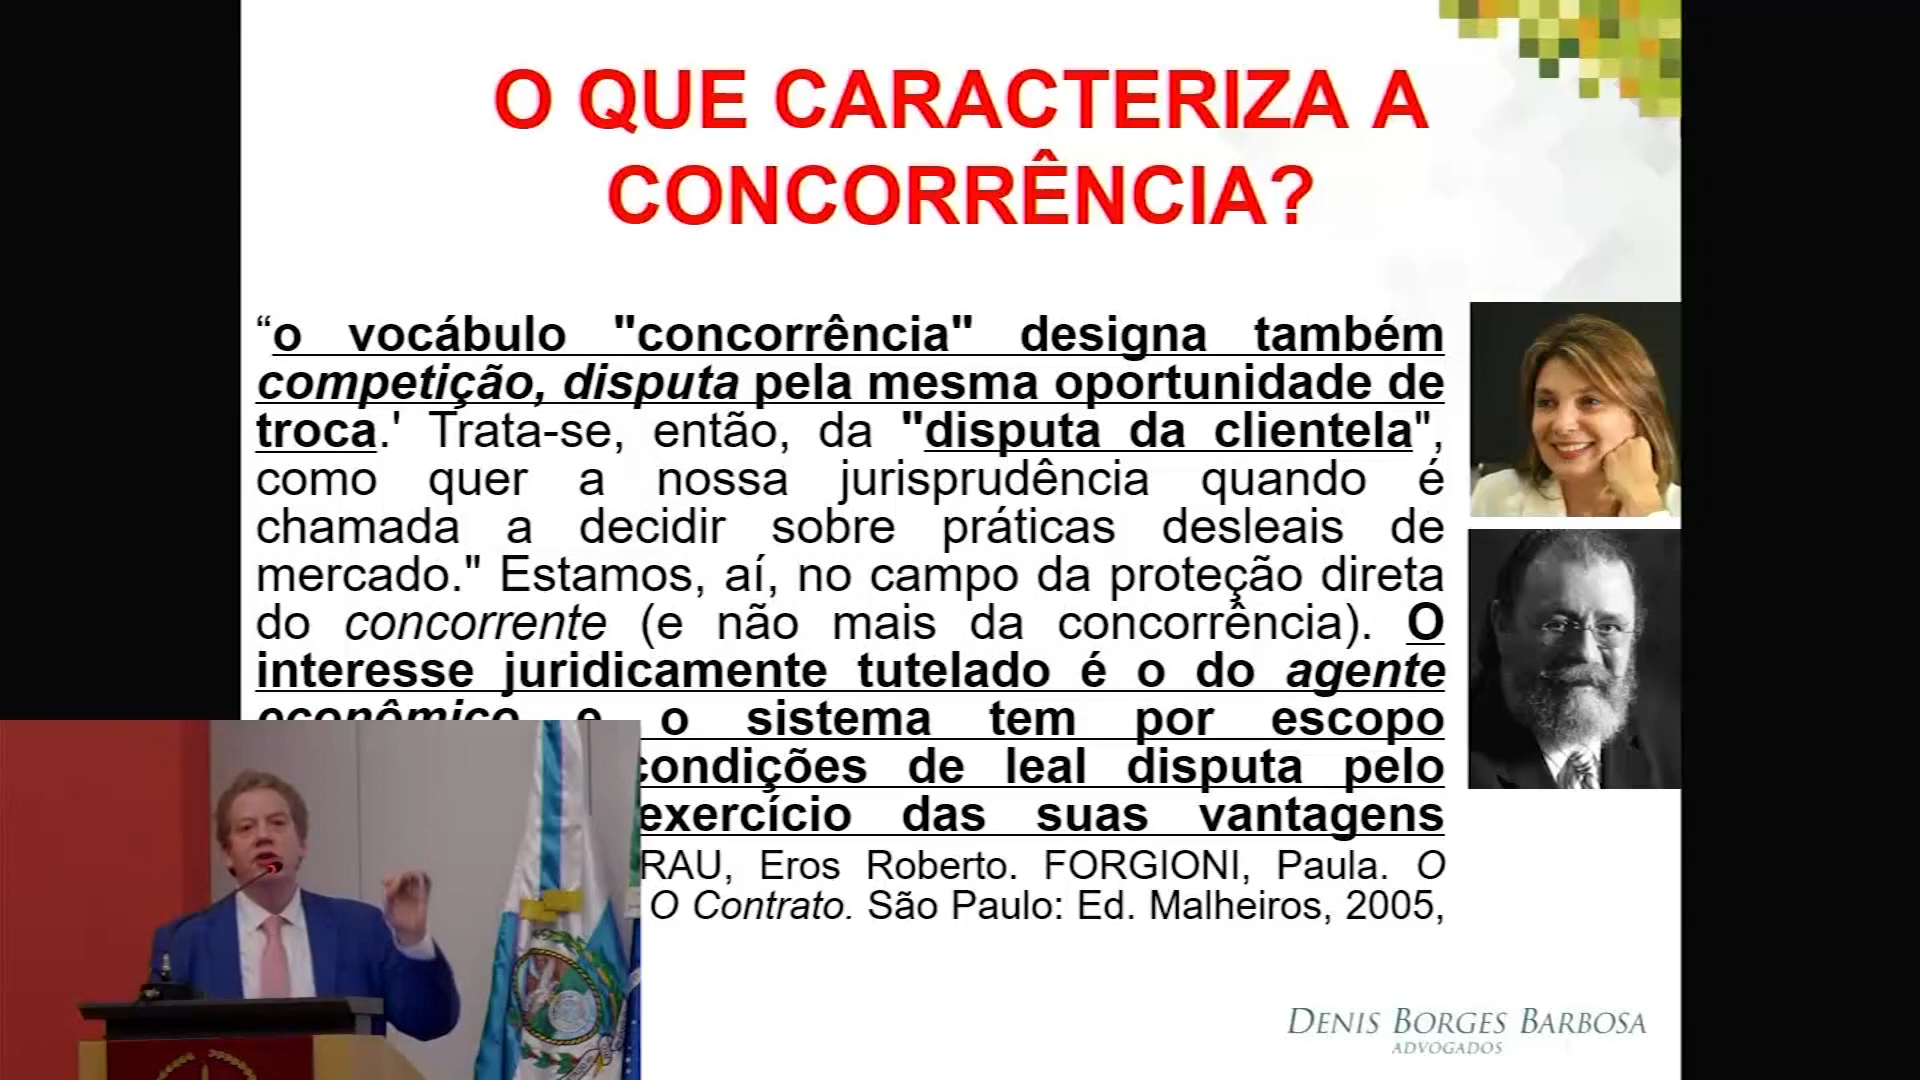 O QUE CARACTERIZA A
CONCORRÊNCIA?
“o vocábulo "concorrência" designa também
competição, disputa pela mesma oportunidade de
troca.' Trata-se, então, da "disputa da clientela",
como quer a nossa jurisprudência quando é
chamada a decidir sobre práticas desleais de
mercado." Estamos, aí, no campo da proteção direta
do concorrente (e não mais da concorrência). O
interesse juridicamente tutelado é o do agente
econômico e o sistema tem por escopo
condições de leal disputa pelo
exercício das suas vantagens
RAU, Eros Roberto. FORGIONI, Paula. O
O Contrato. São Paulo: Ed. Malheiros, 2005,
DENIS BORGES BARBOSA
ADVOGADOS